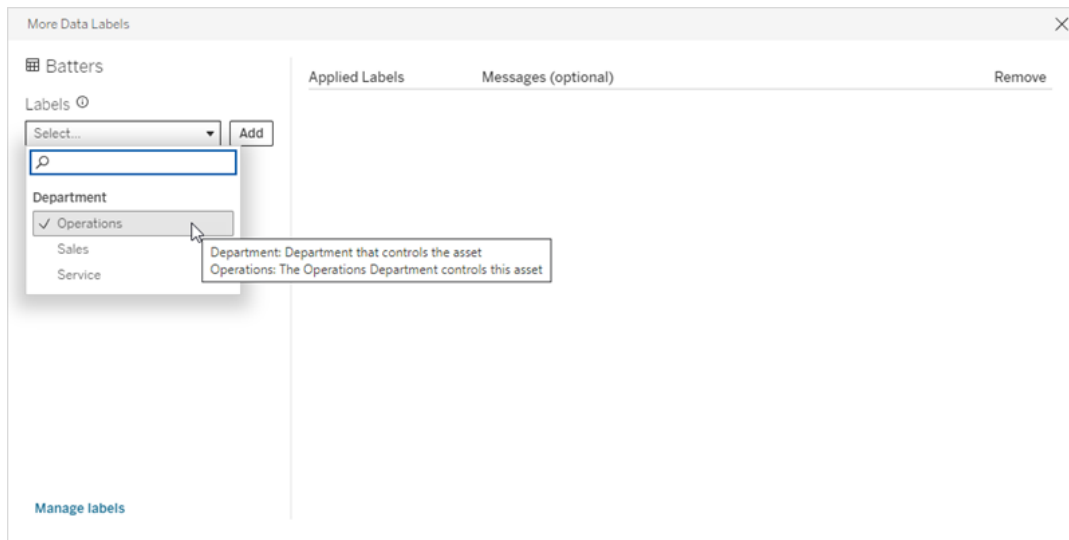 More Data Labels
Batters
Labels
Select...
Add
Department
Operations
Sales
Service
Department: Department that controls the asset
Operations: The Operations Department controls this asset
Manage labels
Applied Labels Messages (optional) Remove